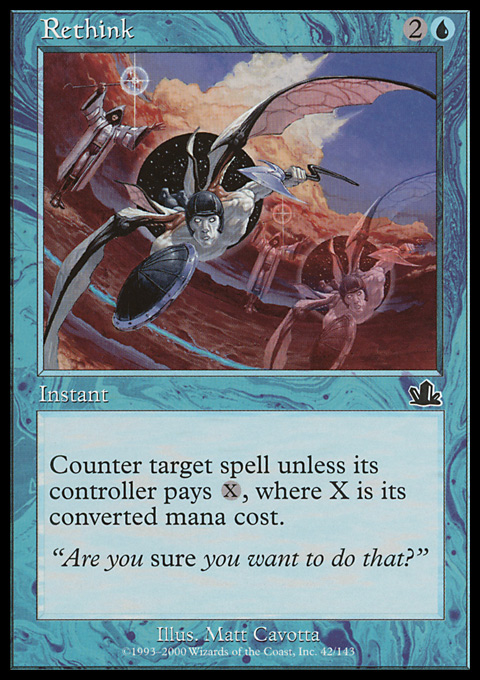 Rethink 2
Instant
Counter target spell unless its
controller pays X, where X is its
converted mana cost.
“Are you sure you want to do that?”
Illus. Matt Cavotta
©1993–2000 Wizards of the Coast, Inc. 42/143